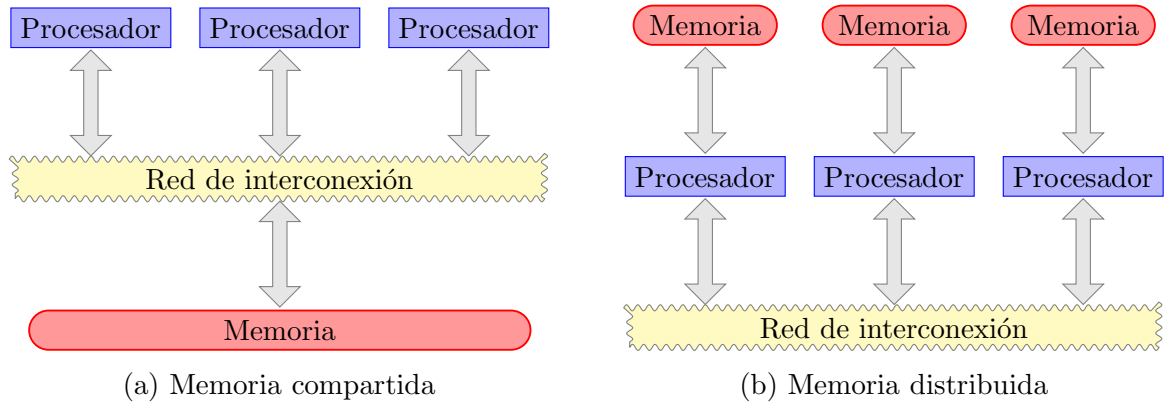 Procesador
Procesador
Procesador
Red de interconexión
Memoria
(a) Memoria compartida
Memoria
Memoria
Memoria
Procesador
Procesador
Procesador
Red de interconexión
(b) Memoria distribuida